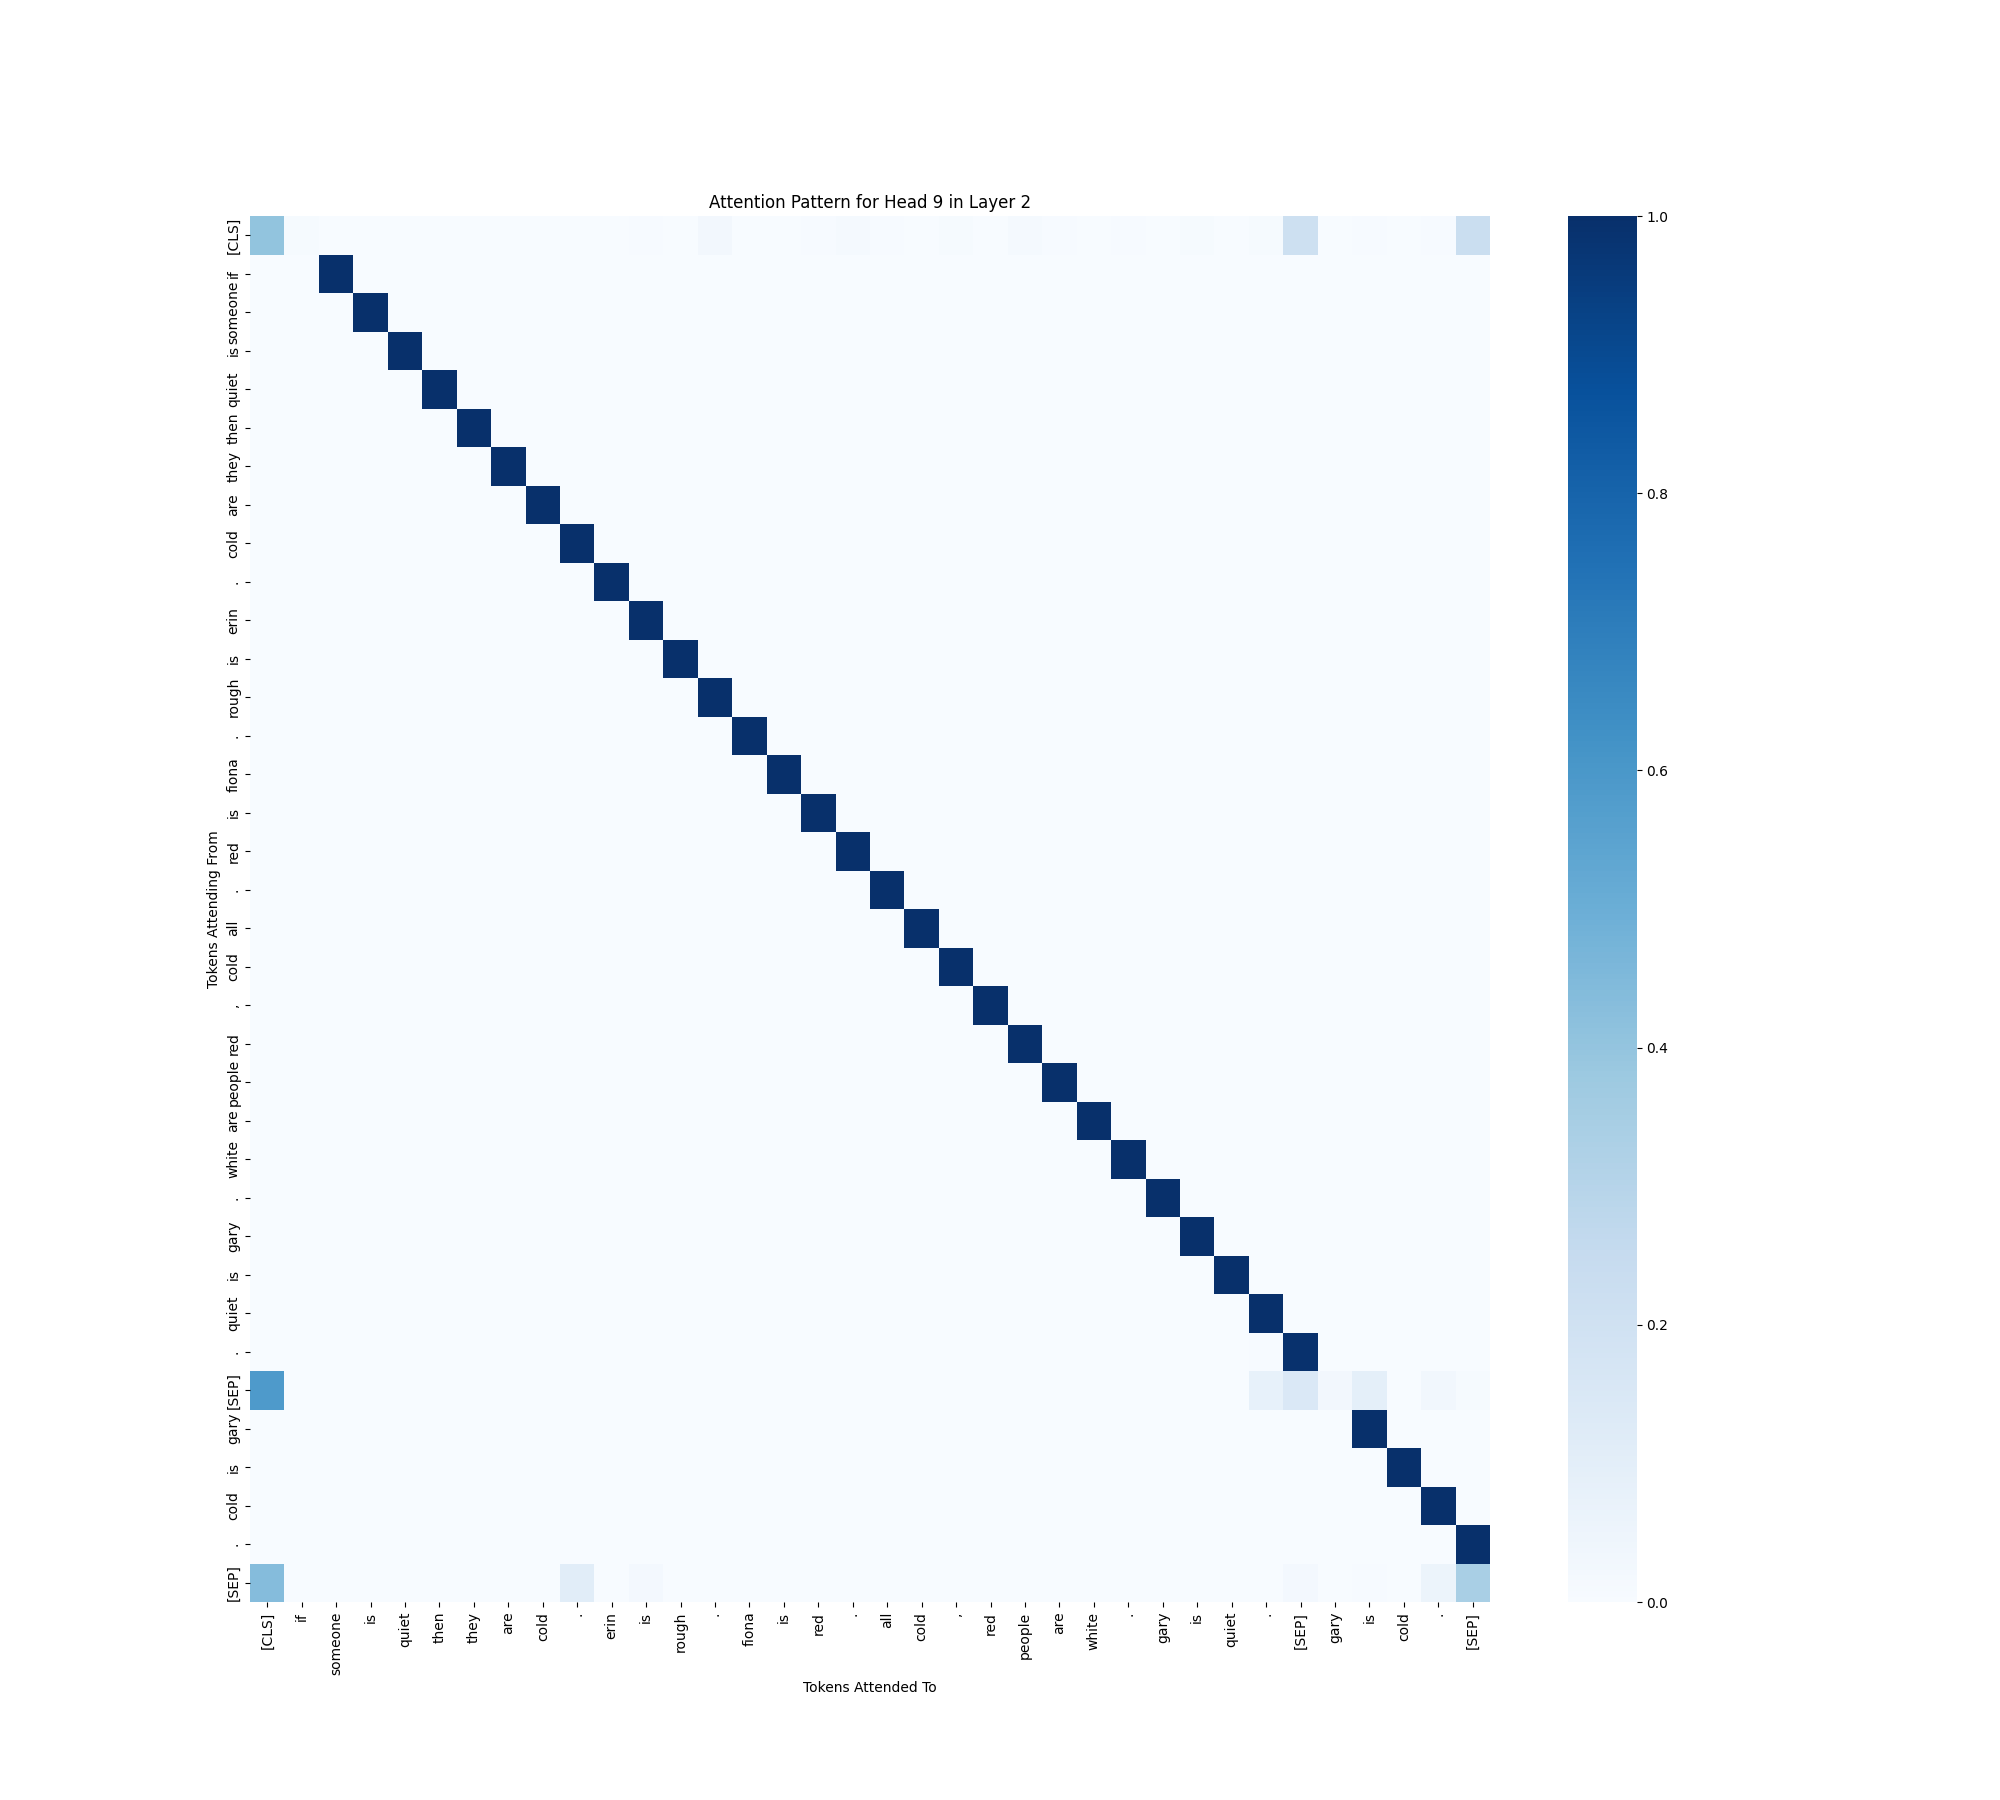 Attention Pattern for Head 9 in Layer 2
Tokens Attending From
[CLS]
if
someone
is
quiet
then
they
are
cold
.
erin
is
rough
.
fiona
is
red
.
all
cold
,
red
people
are
white
.
gary
is
quiet
.
[SEP]
gary
is
cold
.
[SEP]
[CLS]
if
someone
is
quiet
then
they
are
cold
.
erin
is
rough
.
fiona
is
red
.
all
cold
,
red
people
are
white
.
gary
is
quiet
.
[SEP]
gary
is
cold
.
[SEP]
Tokens Attended To
1.0
0.8
0.6
0.4
0.2
0.0